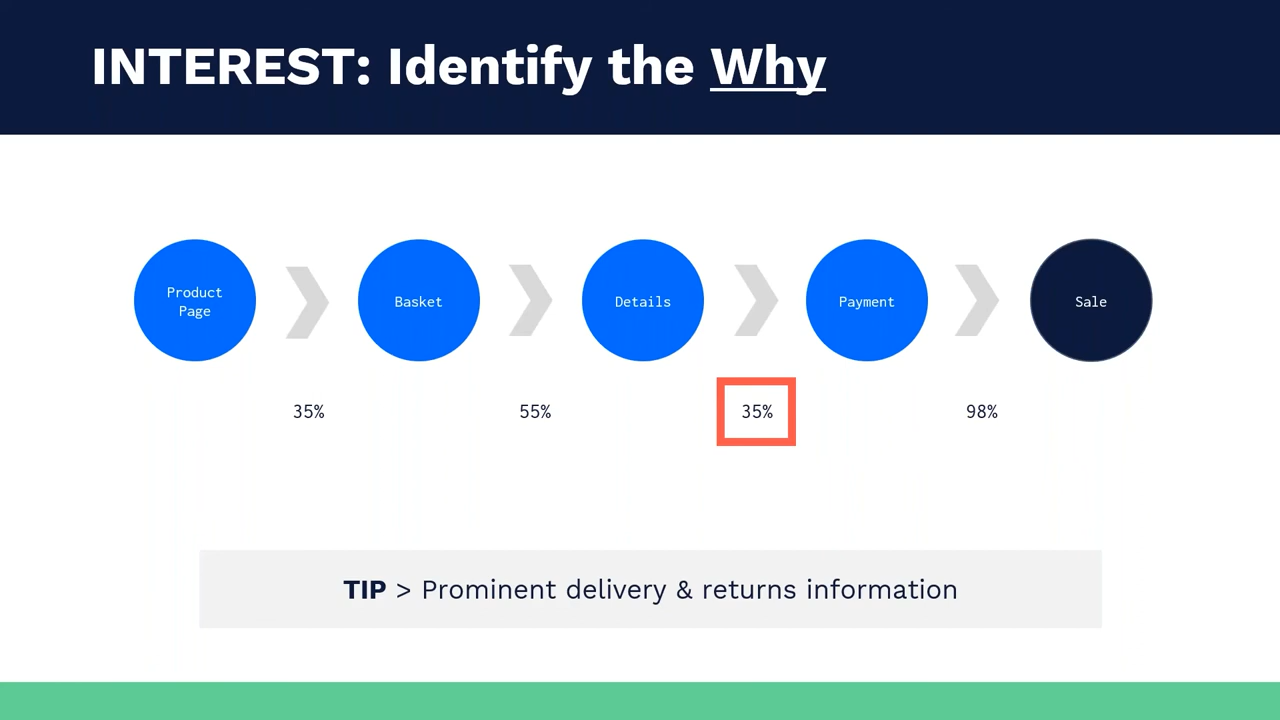 INTEREST: Identify the Why
Product
Page
Basket
Details
Payment
Sale
35%
55%
35%
98%
TIP > Prominent delivery & returns information